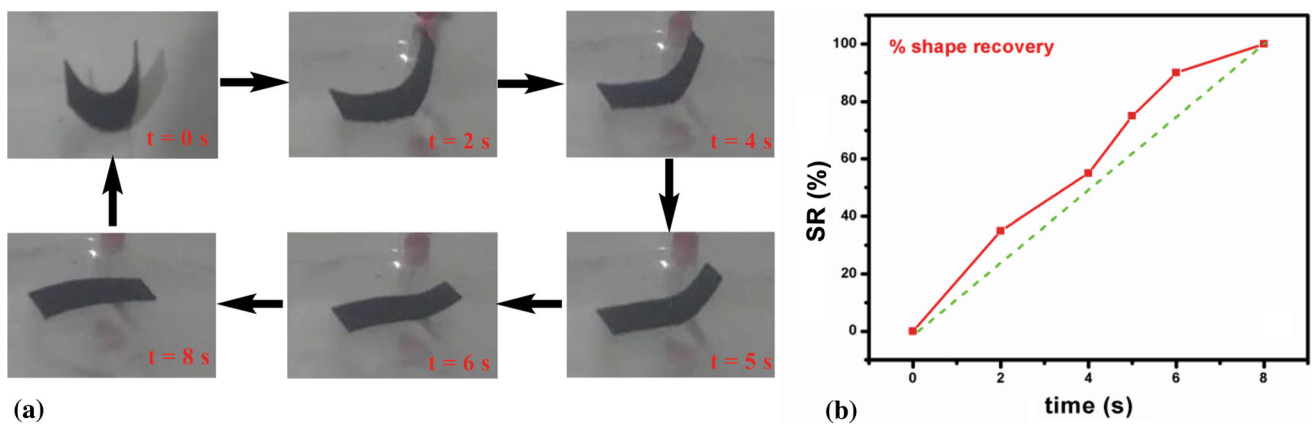 t = 0 s
t = 2 s
t = 4 s
t = 8 s
t = 6 s
t = 5 s
(a)
% shape recovery
SR (%)
100
80
60
40
20
0
0 2 4 6 8
time (s)
(b)